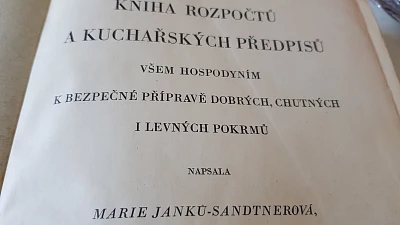 KNIHA ROZPOČTŮ
A KUCHAŘSKÝCH PŘEDPISŮ
VŠEM HOSPODYNÍM
K BEZPEČNÉ PŘÍPRAVĚ DOBRÝCH, CHUTNÝCH
I LEVNÝCH POKRMŮ
NAPSALA
MARIE JANKŮ-SANDTNEROVÁ,